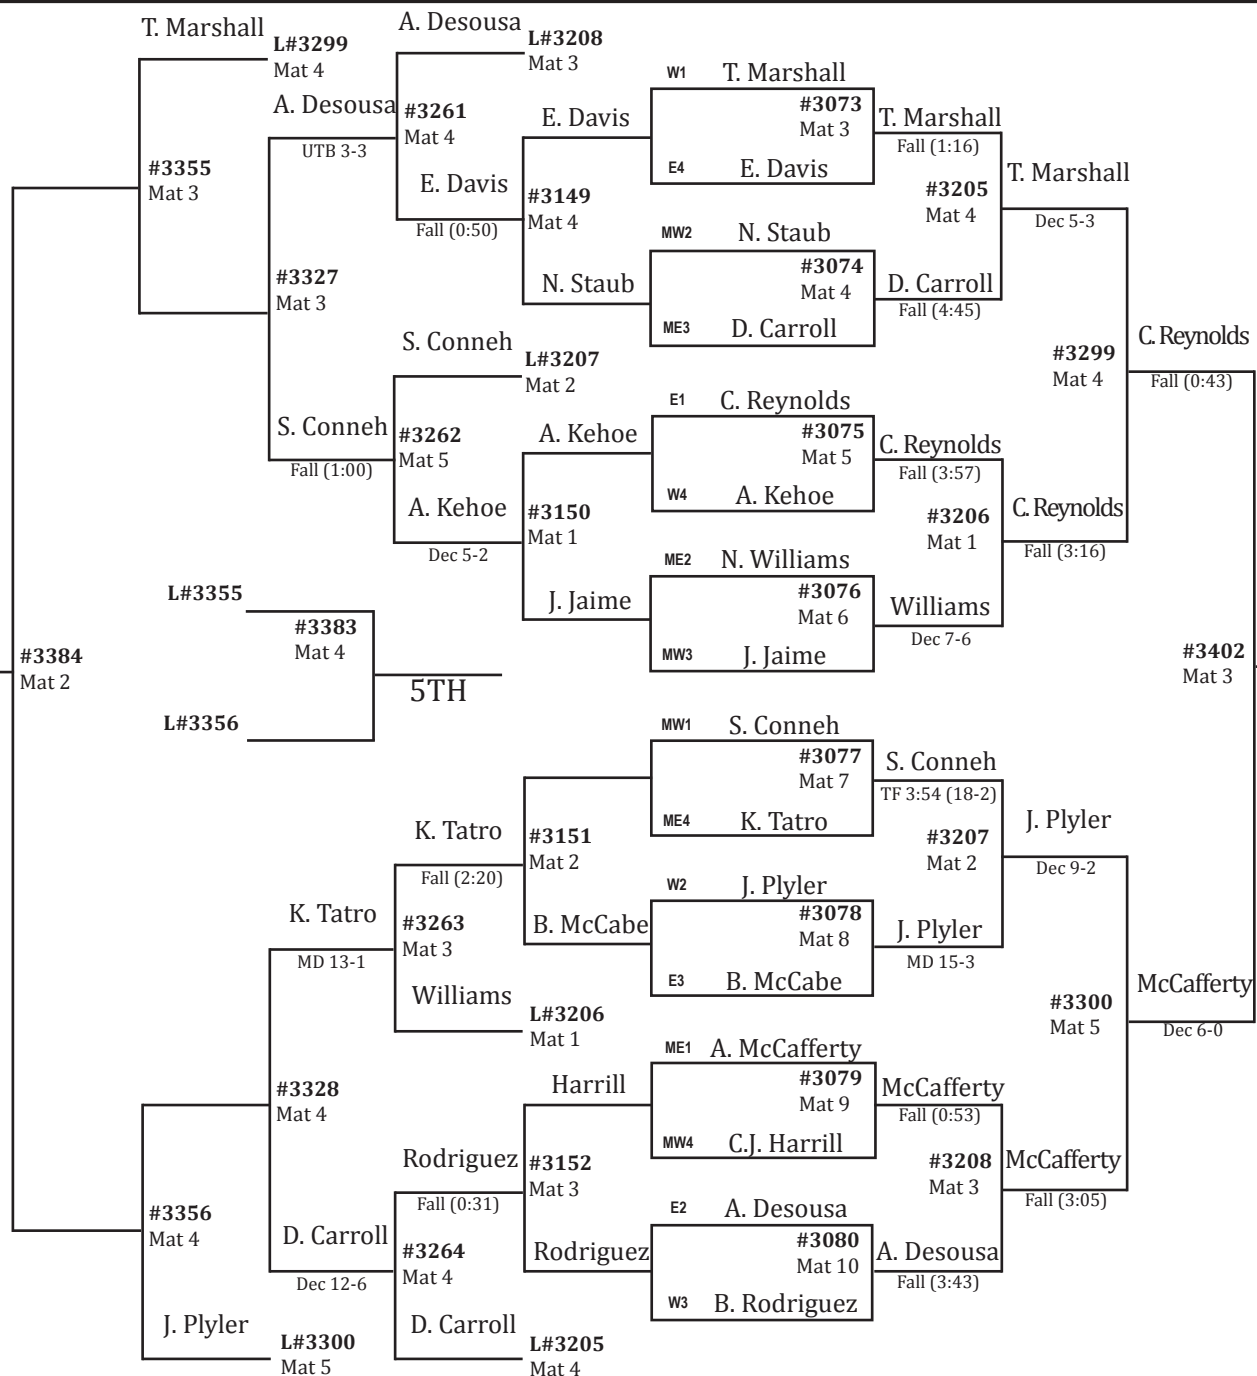 T. Marshall
L#3299
Mat 4
#3355
Mat 3
A. Desousa
UTB 3-3
#3327
Mat 3
S. Conneh
Fall (1:00)
A. Desousa
L#3208
Mat 3
#3261
Mat 4
E. Davis
Fall (0:50)
S. Conneh
L#3207
Mat 2
#3262
Mat 5
A. Kehoe
Dec 5-2
E. Davis
#3149
Mat 4
N. Staub
A. Kehoe
#3150
Mat 1
J. Jaime
W1
T. Marshall
#3073
Mat 3
E4
E. Davis
MW2
N. Staub
#3074
Mat 4
ME3
D. Carroll
E1
C. Reynolds
#3075
Mat 5
W4
A. Kehoe
ME2
N. Williams
#3076
Mat 6
MW3
J. Jaime
T. Marshall
Fall (1:16)
#3205
Mat 4
D. Carroll
Fall (4:45)
C. Reynolds
Fall (3:57)
#3206
Mat 1
Williams
Dec 7-6
T. Marshall
Dec 5-3
#3299
Mat 4
C. Reynolds
Fall (3:16)
C. Reynolds
Fall (0:43)
#3402
Mat 3
L#3355
#3383
Mat 4
L#3356
5TH
#3384
Mat 2
K. Tatro
MD 13-1
#3328
Mat 4
D. Carroll
Dec 12-6
#3356
Mat 4
J. Plyler
L#3300
Mat 5
K. Tatro
Fall (2:20)
#3263
Mat 3
Williams
L#3206
Mat 1
Rodriguez
Fall (0:31)
#3264
Mat 4
D. Carroll
L#3205
Mat 4
#3151
Mat 2
B. McCabe
Harrill
#3152
Mat 3
Rodriguez
MW1
S. Conneh
#3077
Mat 7
ME4
K. Tatro
W2
J. Plyler
#3078
Mat 8
E3
B. McCabe
ME1
A. McCafferty
#3079
Mat 9
MW4
C.J. Harrill
E2
A. Desousa
#3080
Mat 10
W3
B. Rodriguez
S. Conneh
TF 3:54 (18-2)
#3207
Mat 2
J. Plyler
MD 15-3
McCafferty
Fall (0:53)
#3208
Mat 3
A. Desousa
Fall (3:43)
J. Plyler
Dec 9-2
#3300
Mat 5
McCafferty
Fall (3:05)
McCafferty
Dec 6-0